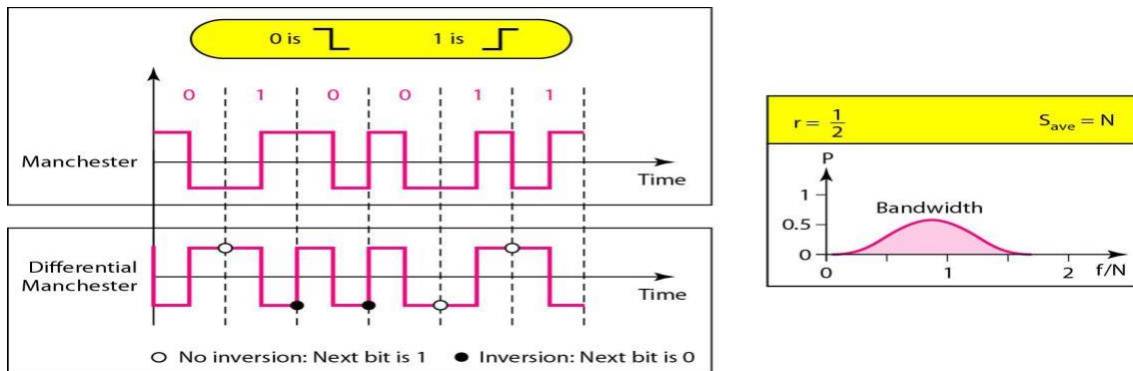 0 is 1 is
0 1 0 0 1 1
Manchester
Time
Differential
Manchester
Time
No inversion: Next bit is 1 Inversion: Next bit is 0
r = 1/2 S_ave = N
P
1
Bandwidth
0.5
0
0 1 2 f/N